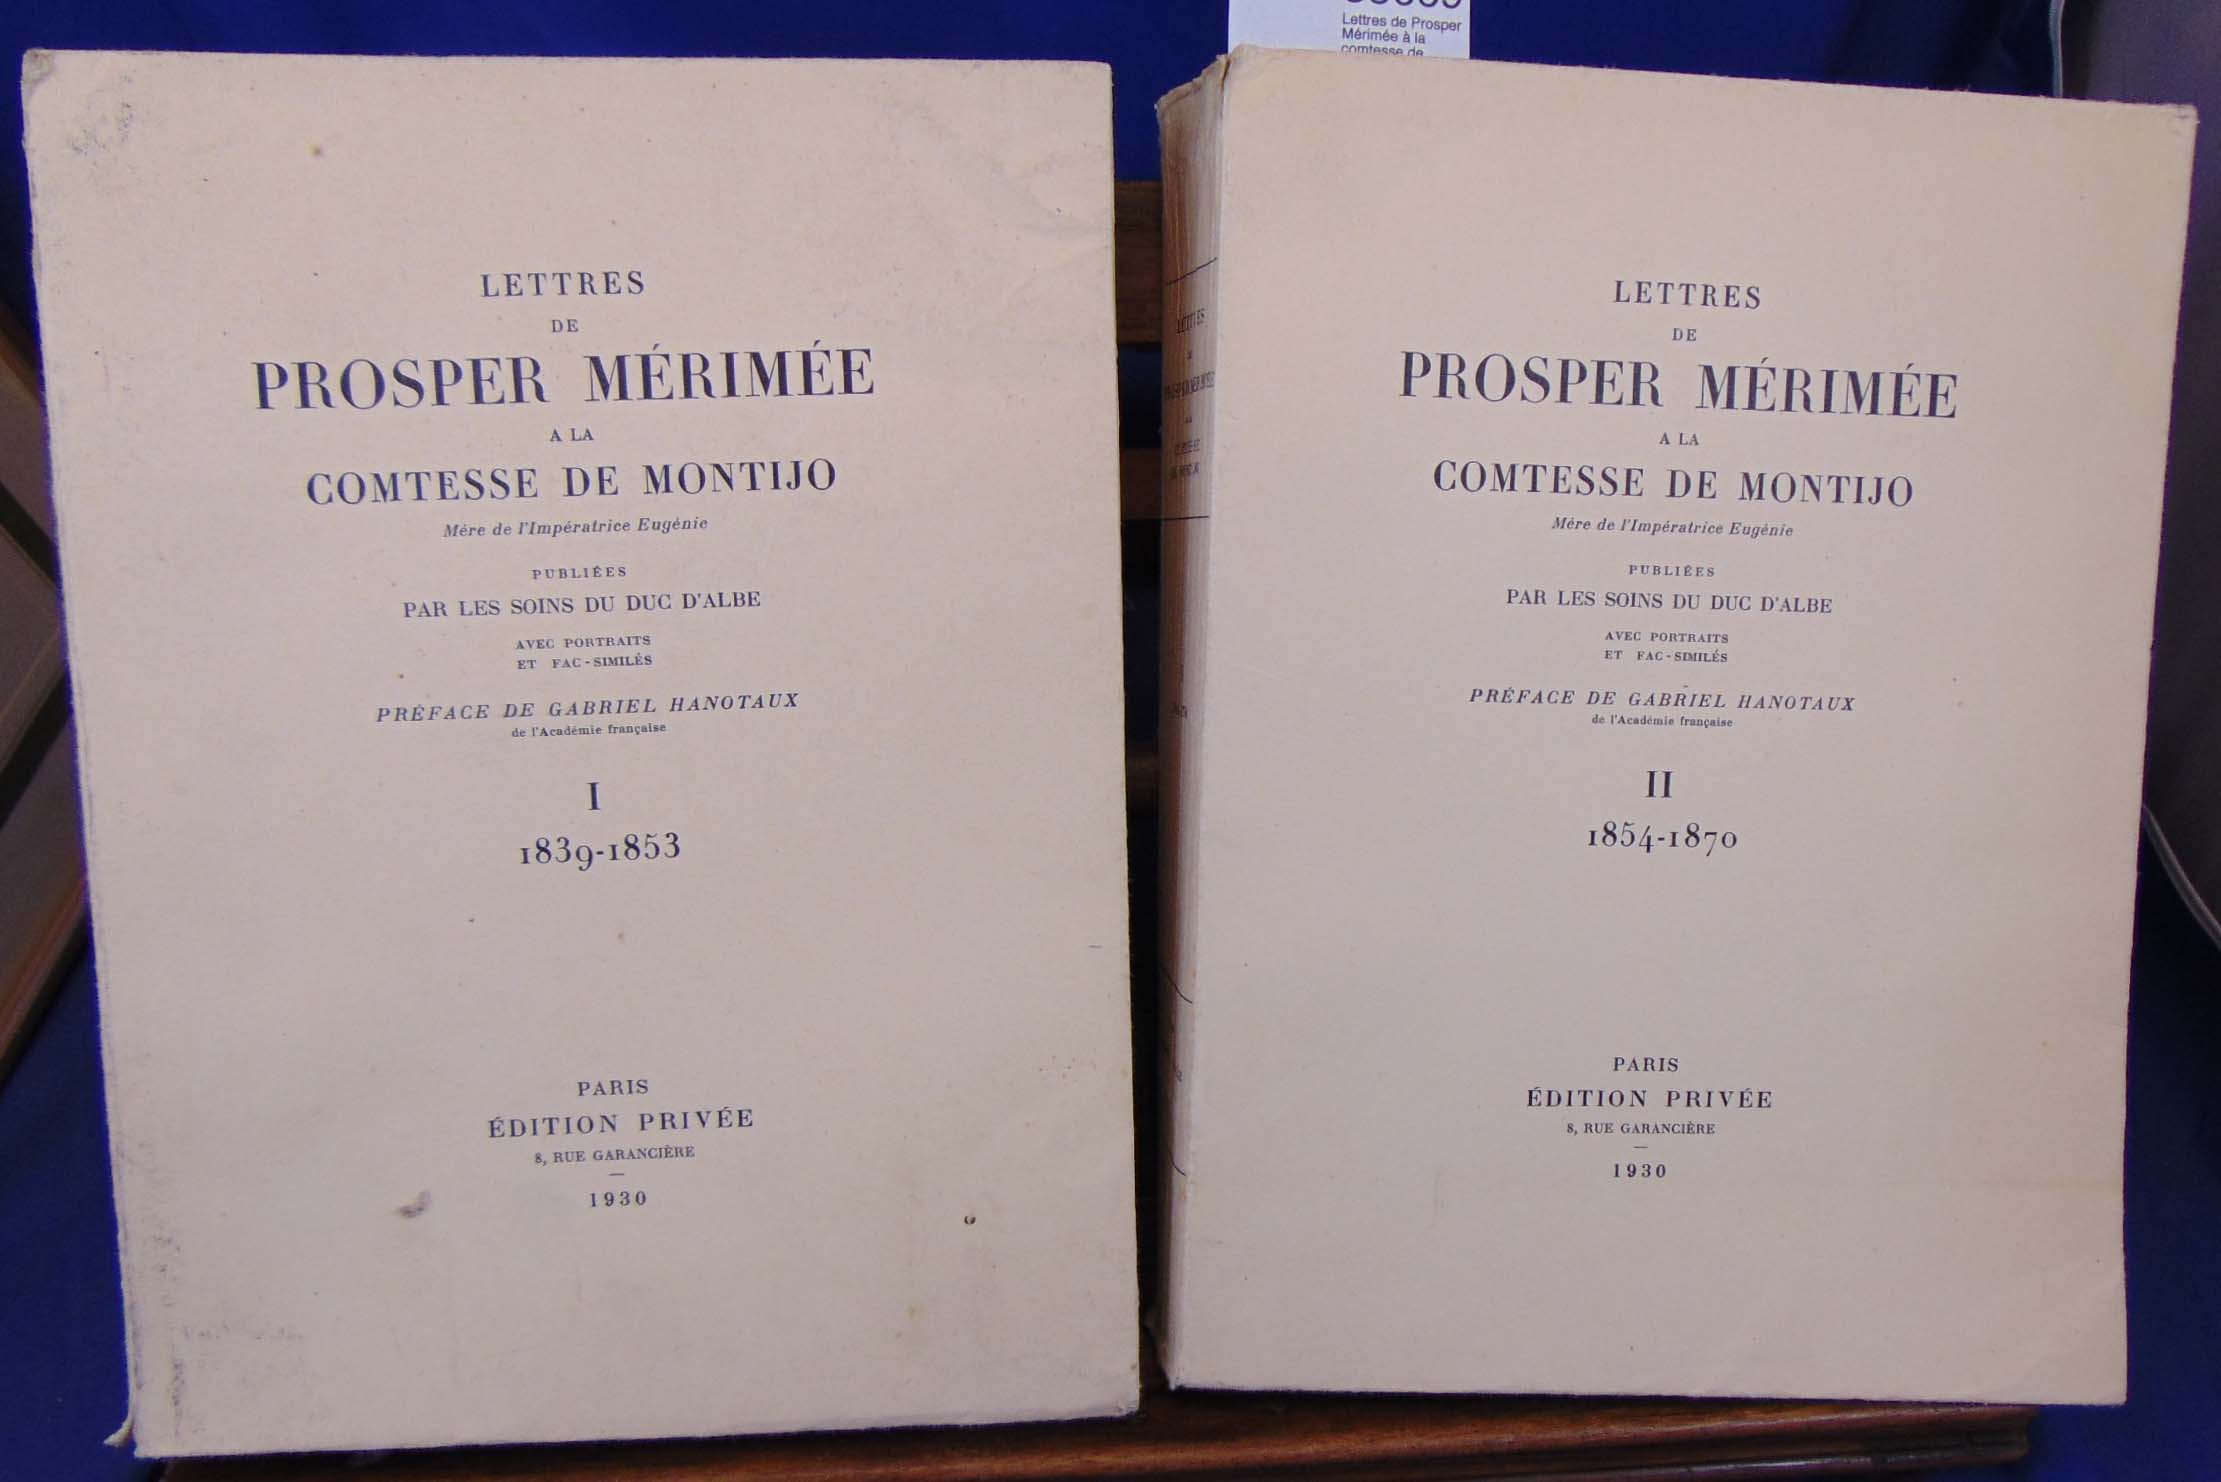 Lettres de Prosper
Mérimée à la
comtesse de
LETTRES
DE
PROSPER MÉRIMÉE
A LA
COMTESSE DE MONTIJO
Mère de l'Impératrice Eugénie
PUBLIÉES
PAR LES SOINS DU DUC D'ALBE
AVEC PORTRAITS
ET FAC-SIMILÉS
PRÉFACE DE GABRIEL HANOTAUX
de l'Académie française
I
1839-1853
PARIS
ÉDITION PRIVÉE
8, RUE GARANCIÈRE
1930
LETTRES
DE
PROSPER MÉRIMÉE
A LA
COMTESSE DE MONTIJO
Mère de l'Impératrice Eugénie
PUBLIÉES
PAR LES SOINS DU DUC D'ALBE
AVEC PORTRAITS
ET FAC-SIMILÉS
PRÉFACE DE GABRIEL HANOTAUX
de l'Académie française
II
1854-1870
PARIS
ÉDITION PRIVÉE
8, RUE GARANCIÈRE
1930